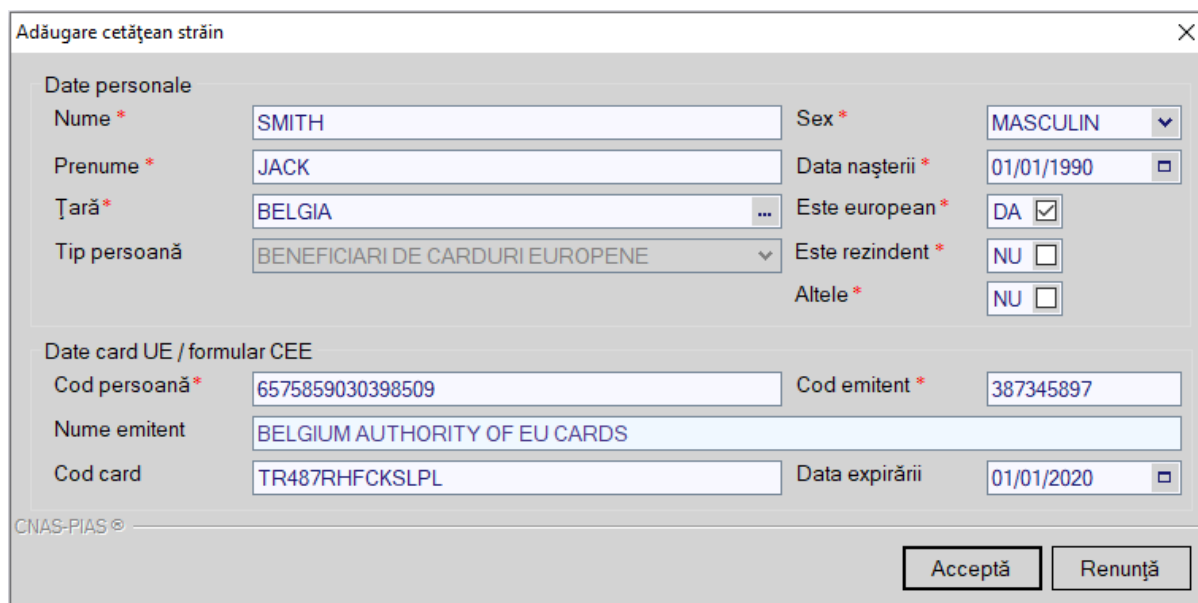 Adăugare cetăţean străin
Date personale
Nume * SMITH Sex * MASCULIN
Prenume * JACK Data naşterii * 01/01/1990
Ţară* BELGIA ... Este european* DA
Tip persoană BENEFICIARI DE CARDURI EUROPENE Este rezindent * NU
Altele * NU
Date card UE / formular CEE
Cod persoană* 6575859030398509 Cod emitent * 387345897
Nume emitent BELGIUM AUTHORITY OF EU CARDS
Cod card TR487RHFCKSLPL Data expirării 01/01/2020
CNAS-PIAS ®
Acceptă Renunţă